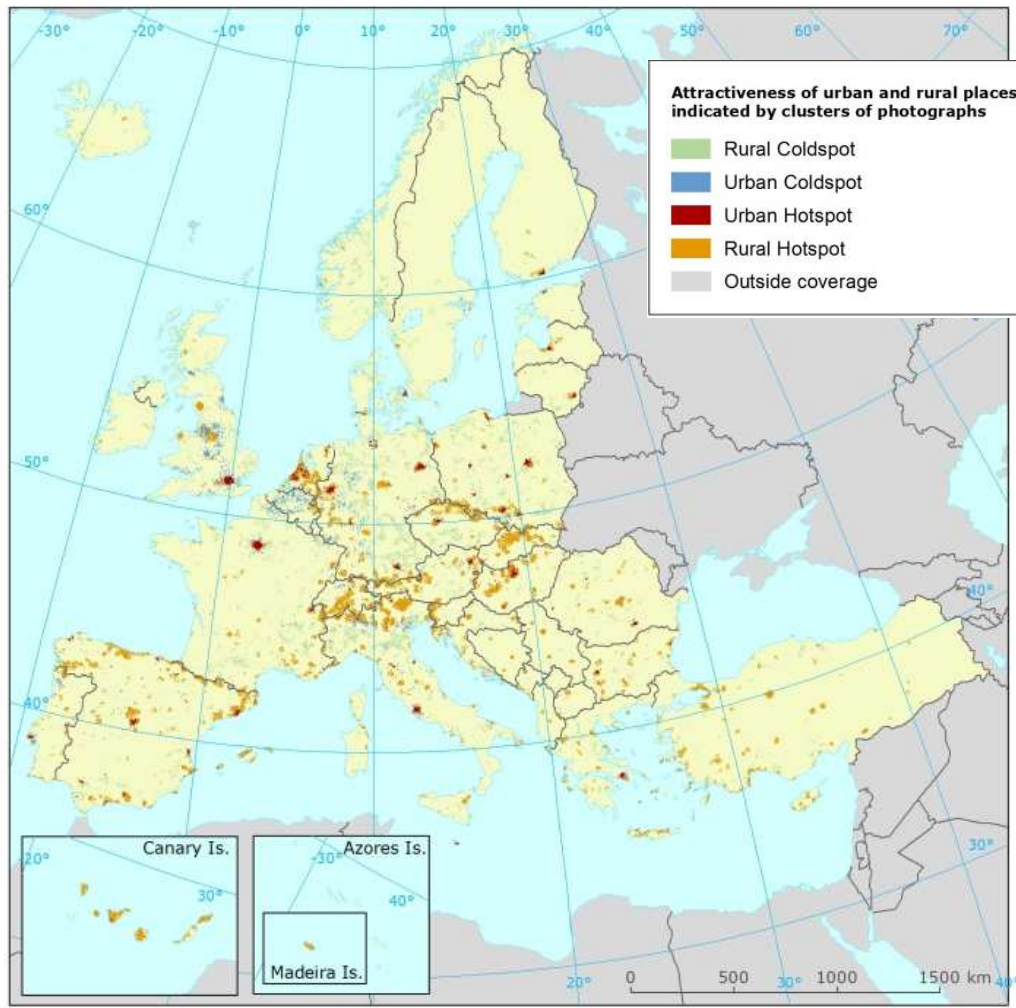 -30°
-20°
-10°
0°
10°
20°
30°
40°
50°
60°
70°
Attractiveness of urban and rural places
indicated by clusters of photographs
Rural Coldspot
Urban Coldspot
Urban Hotspot
Rural Hotspot
Outside coverage
60°
50°
40°
40°
Canary Is.
-20°
30°
Azores Is.
-30°
40°
Madeira Is.
30°
0
500
1000
1500 km
20°
30°
40°